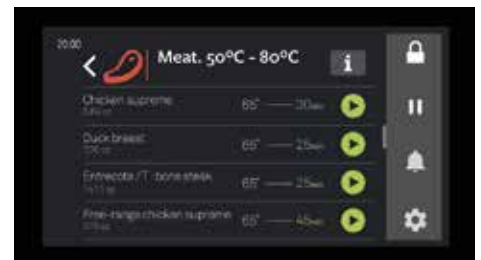 20:00
Meat. 50ºC - 80ºC
i
Chicken supreme 65° 30min
Duck breast 25min
Entrecote / T-bone steak 65° 25min
Free-range chicken supreme 65° 45min